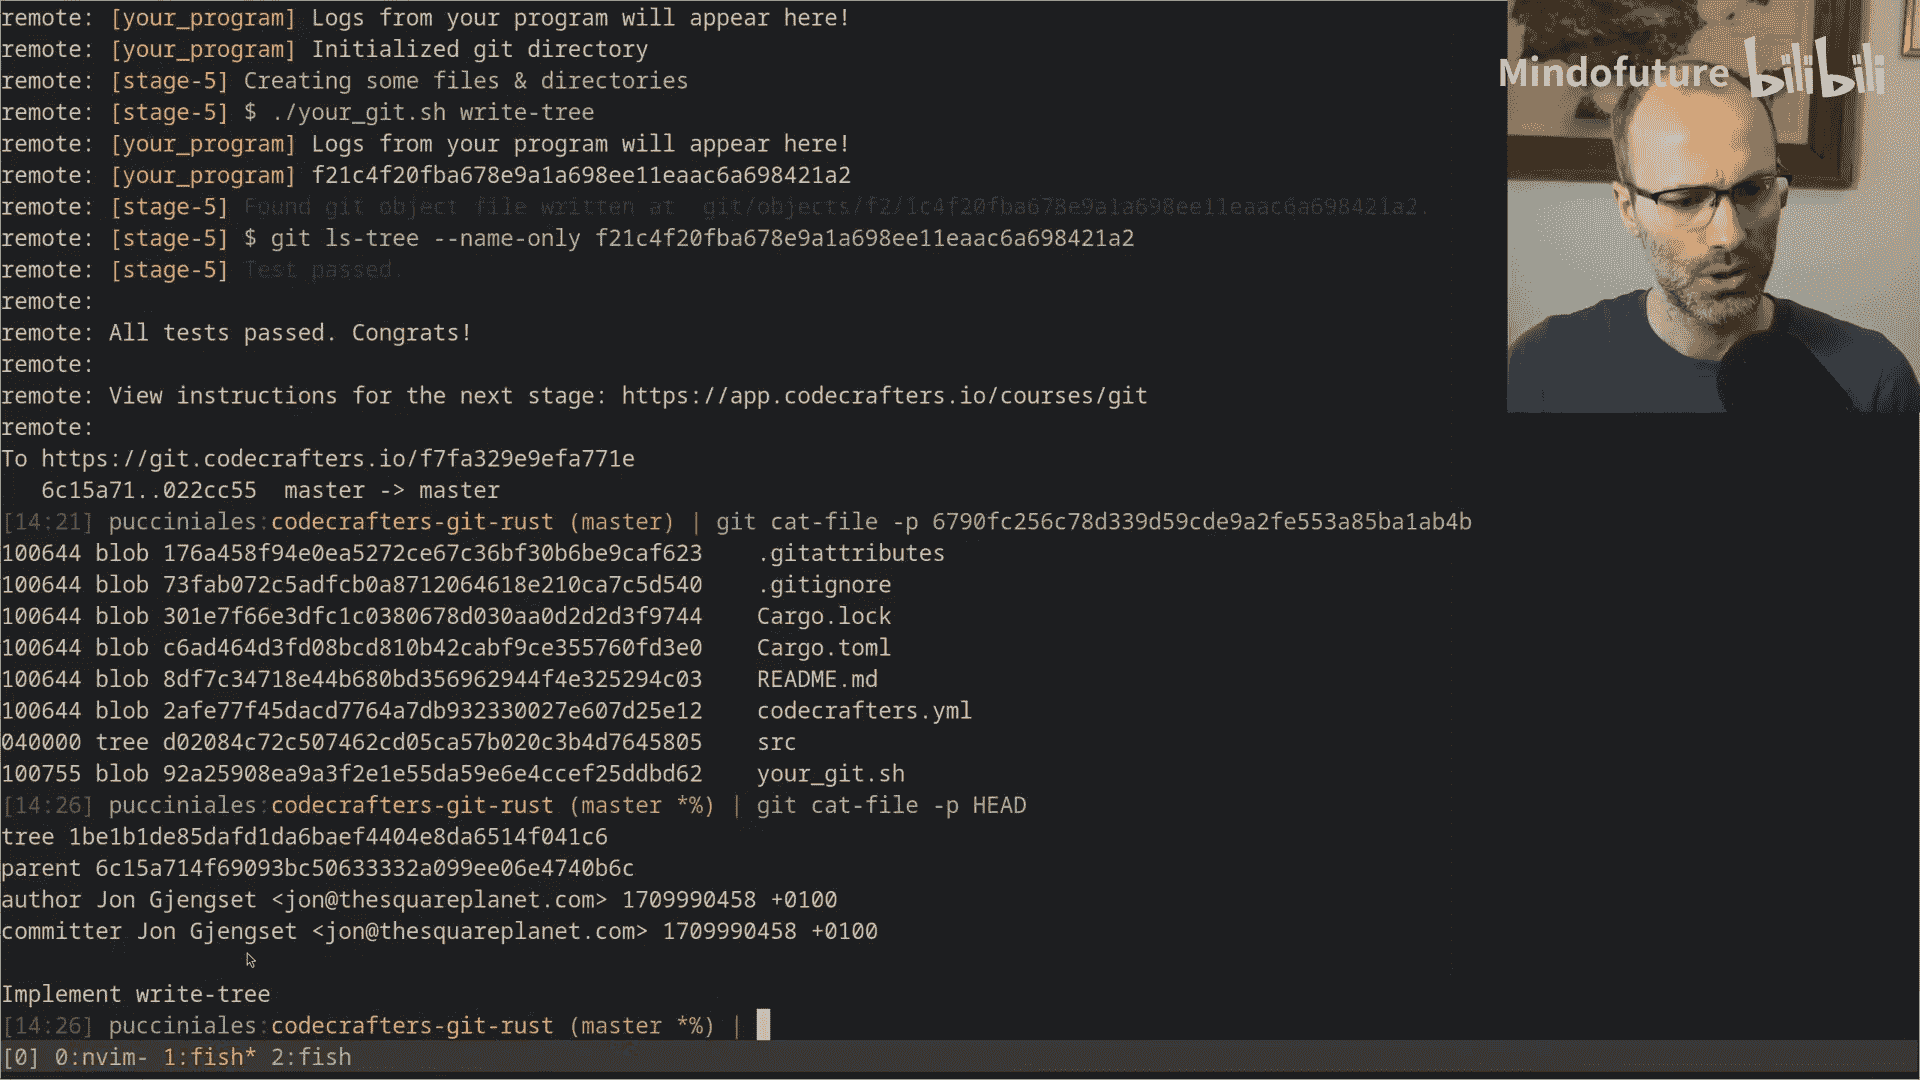 remote: [your_program] Logs from your program will appear here!
remote: [your_program] Initialized git directory
remote: [stage-5] Creating some files & directories
remote: [stage-5] $ ./your_git.sh write-tree
remote: [your_program] Logs from your program will appear here!
remote: [your_program] f21c4f20fba678e9a1a698ee11eaac6a698421a2
remote: [stage-5] Found git object file written at  git/objects/f2/1c4f20fba678e9a1a698ee11eaac6a698421a2.
remote: [stage-5] $ git ls-tree --name-only f21c4f20fba678e9a1a698ee11eaac6a698421a2
remote: [stage-5] Test passed.
remote:
remote: All tests passed. Congrats!
remote:
remote: View instructions for the next stage: https://app.codecrafters.io/courses/git
remote:
To https://git.codecrafters.io/f7fa329e9efa771e
   6c15a71..022cc55  master -> master
[14:21] pucciniales:codecrafters-git-rust (master) | git cat-file -p 6790fc256c78d339d59cde9a2fe553a85ba1ab4b
100644 blob 176a458f94e0ea5272ce67c36bf30b6be9caf623    .gitattributes
100644 blob 73fab072c5adfcb0a8712064618e210ca7c5d540    .gitignore
100644 blob 301e7f66e3dfc1c0380678d030aa0d2d2d3f9744    Cargo.lock
100644 blob c6ad464d3fd08bcd810b42cabf9ce355760fd3e0    Cargo.toml
100644 blob 8df7c34718e44b680bd356962944f4e325294c03    README.md
100644 blob 2afe77f45dacd7764a7db932330027e607d25e12    codecrafters.yml
040000 tree d02084c72c507462cd05ca57b020c3b4d7645805    src
100755 blob 92a25908ea9a3f2e1e55da59e6e4ccef25ddbd62    your_git.sh
[14:26] pucciniales:codecrafters-git-rust (master *%) | git cat-file -p HEAD
tree 1be1b1de85dafd1da6baef4404e8da6514f041c6
parent 6c15a714f69093bc50633332a099ee06e4740b6c
author Jon Gjengset <jon@thesquareplanet.com> 1709990458 +0100
committer Jon Gjengset <jon@thesquareplanet.com> 1709990458 +0100
Implement write-tree
[14:26] pucciniales:codecrafters-git-rust (master *%) |
[0] 0:nvim- 1:fish* 2:fish
Mindofuture bilibili